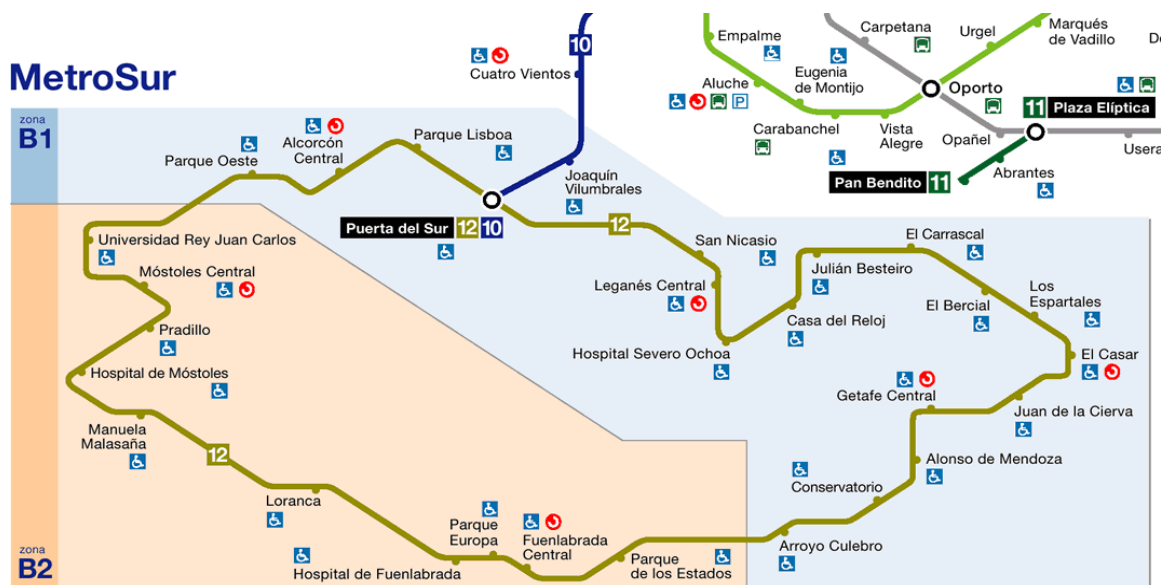 MetroSur
zona
B1
zona
B2
10
Cuatro Vientos
Empalme
Aluche
P
Eugenia
de Montijo
Carabanchel
Vista
Alegre
Carpetana
Urgel
Marqués
de Vadillo
Oporto
Opañel
11 Plaza Elíptica
Usera
Abrantes
Pan Bendito 11
Parque Lisboa
Alcorcón
Central
Parque Oeste
Joaquín
Vilumbrales
Puerta del Sur 12 10
12
Universidad Rey Juan Carlos
Móstoles Central
Pradillo
Hospital de Móstoles
Manuela
Malasaña
12
Loranca
Hospital de Fuenlabrada
Parque
Europa
Fuenlabrada
Central
Parque
de los Estados
Arroyo Culebro
Conservatorio
Alonso de Mendoza
Getafe Central
Juan de la Cierva
El Casar
Los
Espartales
El Bercial
El Carrascal
Julián Besteiro
Casa del Reloj
Hospital Severo Ochoa
Leganés Central
San Nicasio